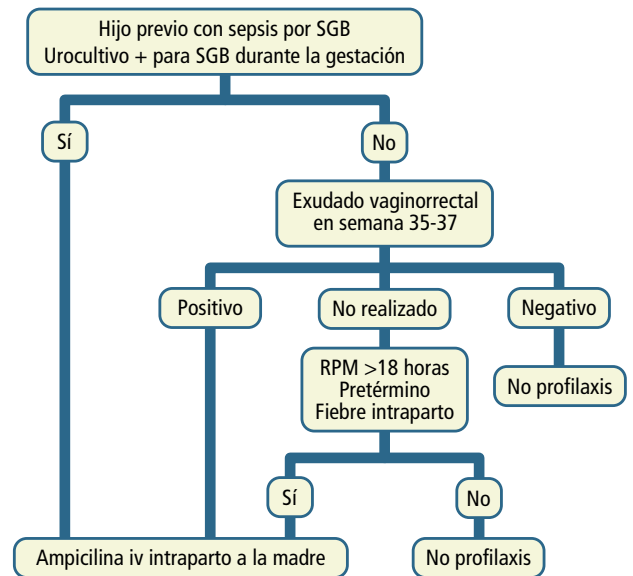 Hijo previo con sepsis por SGB
Urocultivo + para SGB durante la gestación
Sí
No
Exudado vaginorrectal
en semana 35-37
Positivo
No realizado
Negativo
RPM >18 horas
Pretérmino
Fiebre intraparto
No profilaxis
Sí
No
Ampicilina iv intraparto a la madre
No profilaxis